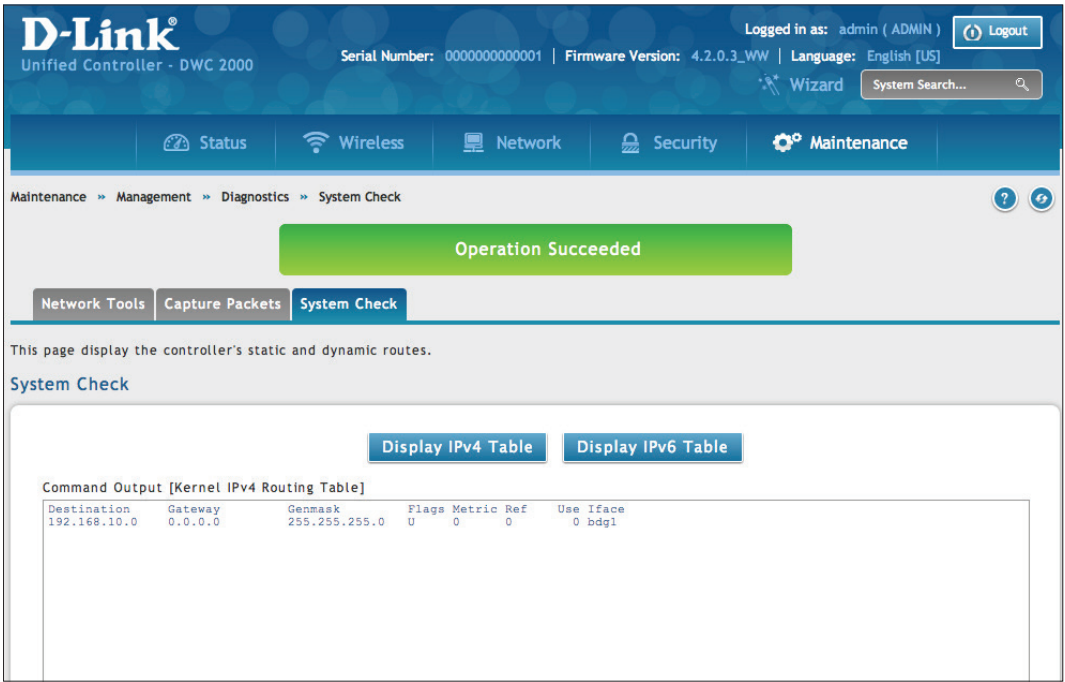 D-Link®
Unified Controller - DWC 2000
Logged in as: admin ( ADMIN )
Logout
Serial Number: 0000000000001 | Firmware Version: 4.2.0.3_WW | Language: English [US]
Wizard
System Search...
Status
Wireless
Network
Security
Maintenance
Maintenance » Management » Diagnostics » System Check
?
Operation Succeeded
Network Tools
Capture Packets
System Check
This page display the controller's static and dynamic routes.
System Check
Display IPv4 Table
Display IPv6 Table
Command Output [Kernel IPv4 Routing Table]
Destination Gateway Genmask Flags Metric Ref Use Iface
192.168.10.0 0.0.0.0 255.255.255.0 U 0 0 0 bdg1